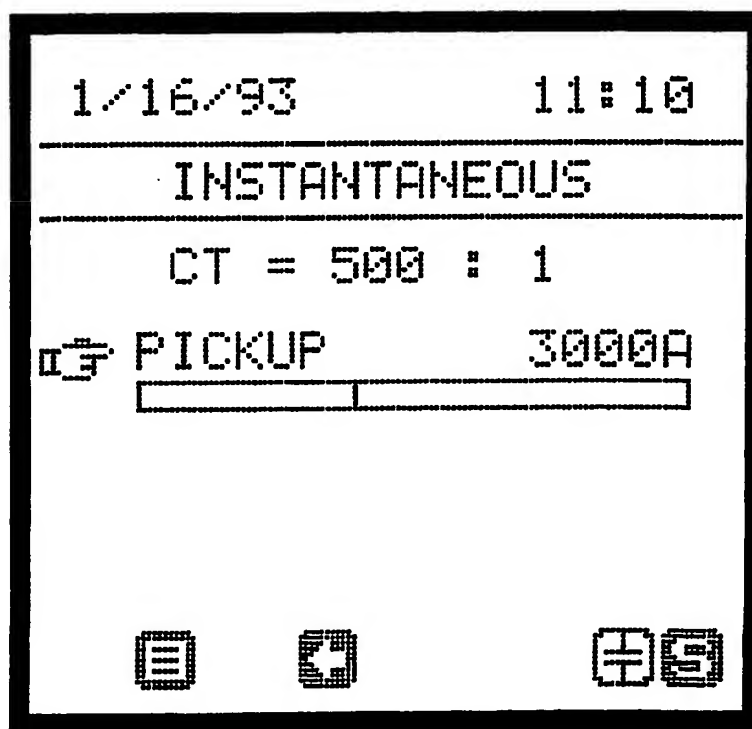 1/16/93 11:10
INSTANTANEOUS
CT = 500 : 1
PICKUP 3000A